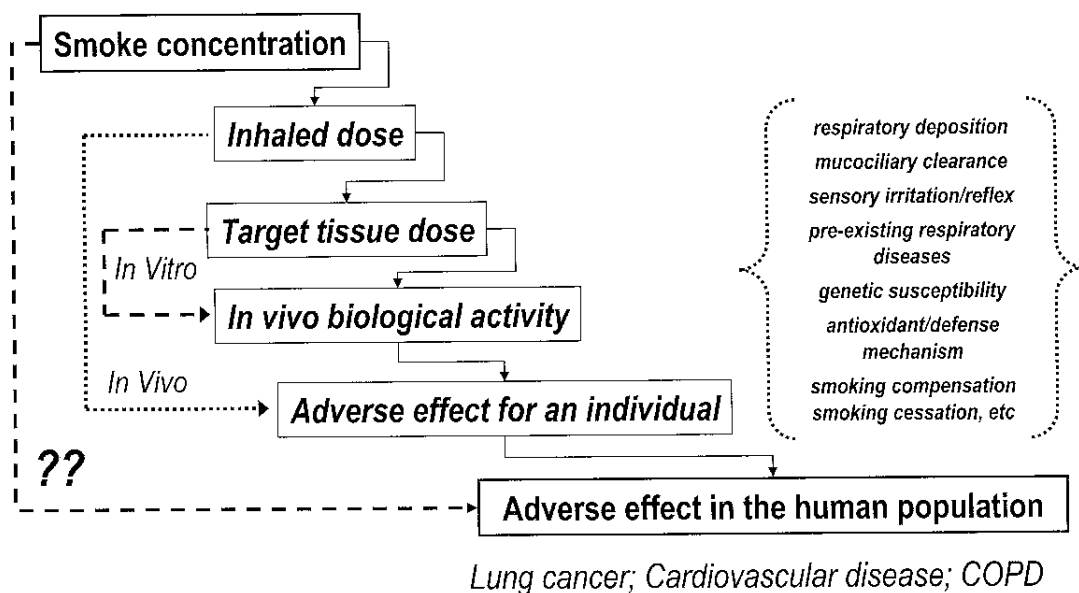 Smoke concentration
Inhaled dose
Target tissue dose
In Vitro
In vivo biological activity
In Vivo
Adverse effect for an individual
??
Adverse effect in the human population
Lung cancer; Cardiovascular disease; COPD
respiratory deposition
mucociliary clearance
sensory irritation/reflex
pre-existing respiratory
diseases
genetic susceptibility
antioxidant/defense
mechanism
smoking compensation
smoking cessation, etc